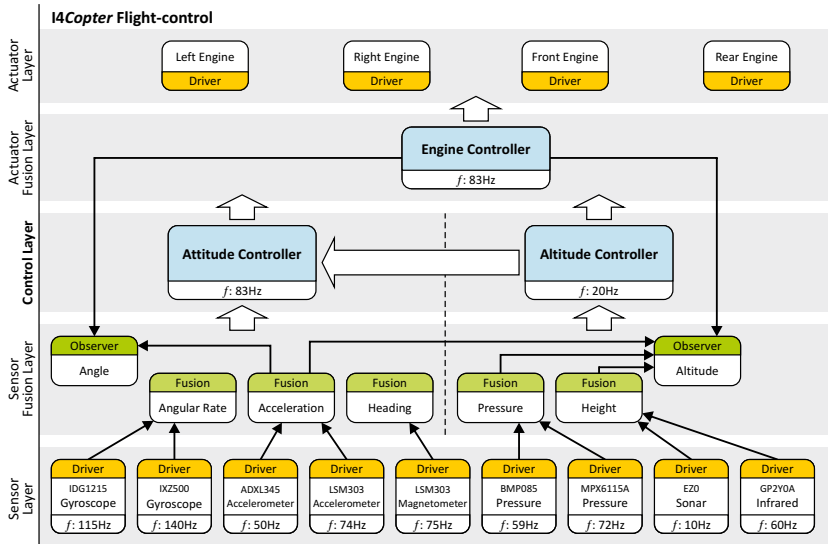 I4Copter Flight-control
Actuator
Layer
Left Engine
Driver
Right Engine
Driver
Front Engine
Driver
Rear Engine
Driver
Actuator
Fusion Layer
Engine Controller
f: 83Hz
Control Layer
Attitude Controller
f: 83Hz
Altitude Controller
f: 20Hz
Sensor
Fusion Layer
Observer
Angle
Observer
Altitude
Fusion
Angular Rate
Fusion
Acceleration
Fusion
Heading
Fusion
Pressure
Fusion
Height
Sensor
Layer
Driver
IDG1215
Gyroscope
f: 115Hz
Driver
IXZ500
Gyroscope
f: 140Hz
Driver
ADXL345
Accelerometer
f: 50Hz
Driver
LSM303
Accelerometer
f: 74Hz
Driver
LSM303
Magnetometer
f: 75Hz
Driver
BMP085
Pressure
f: 59Hz
Driver
MPX6115A
Pressure
f: 72Hz
Driver
EZ0
Sonar
f: 10Hz
Driver
GP2Y0A
Infrared
f: 60Hz